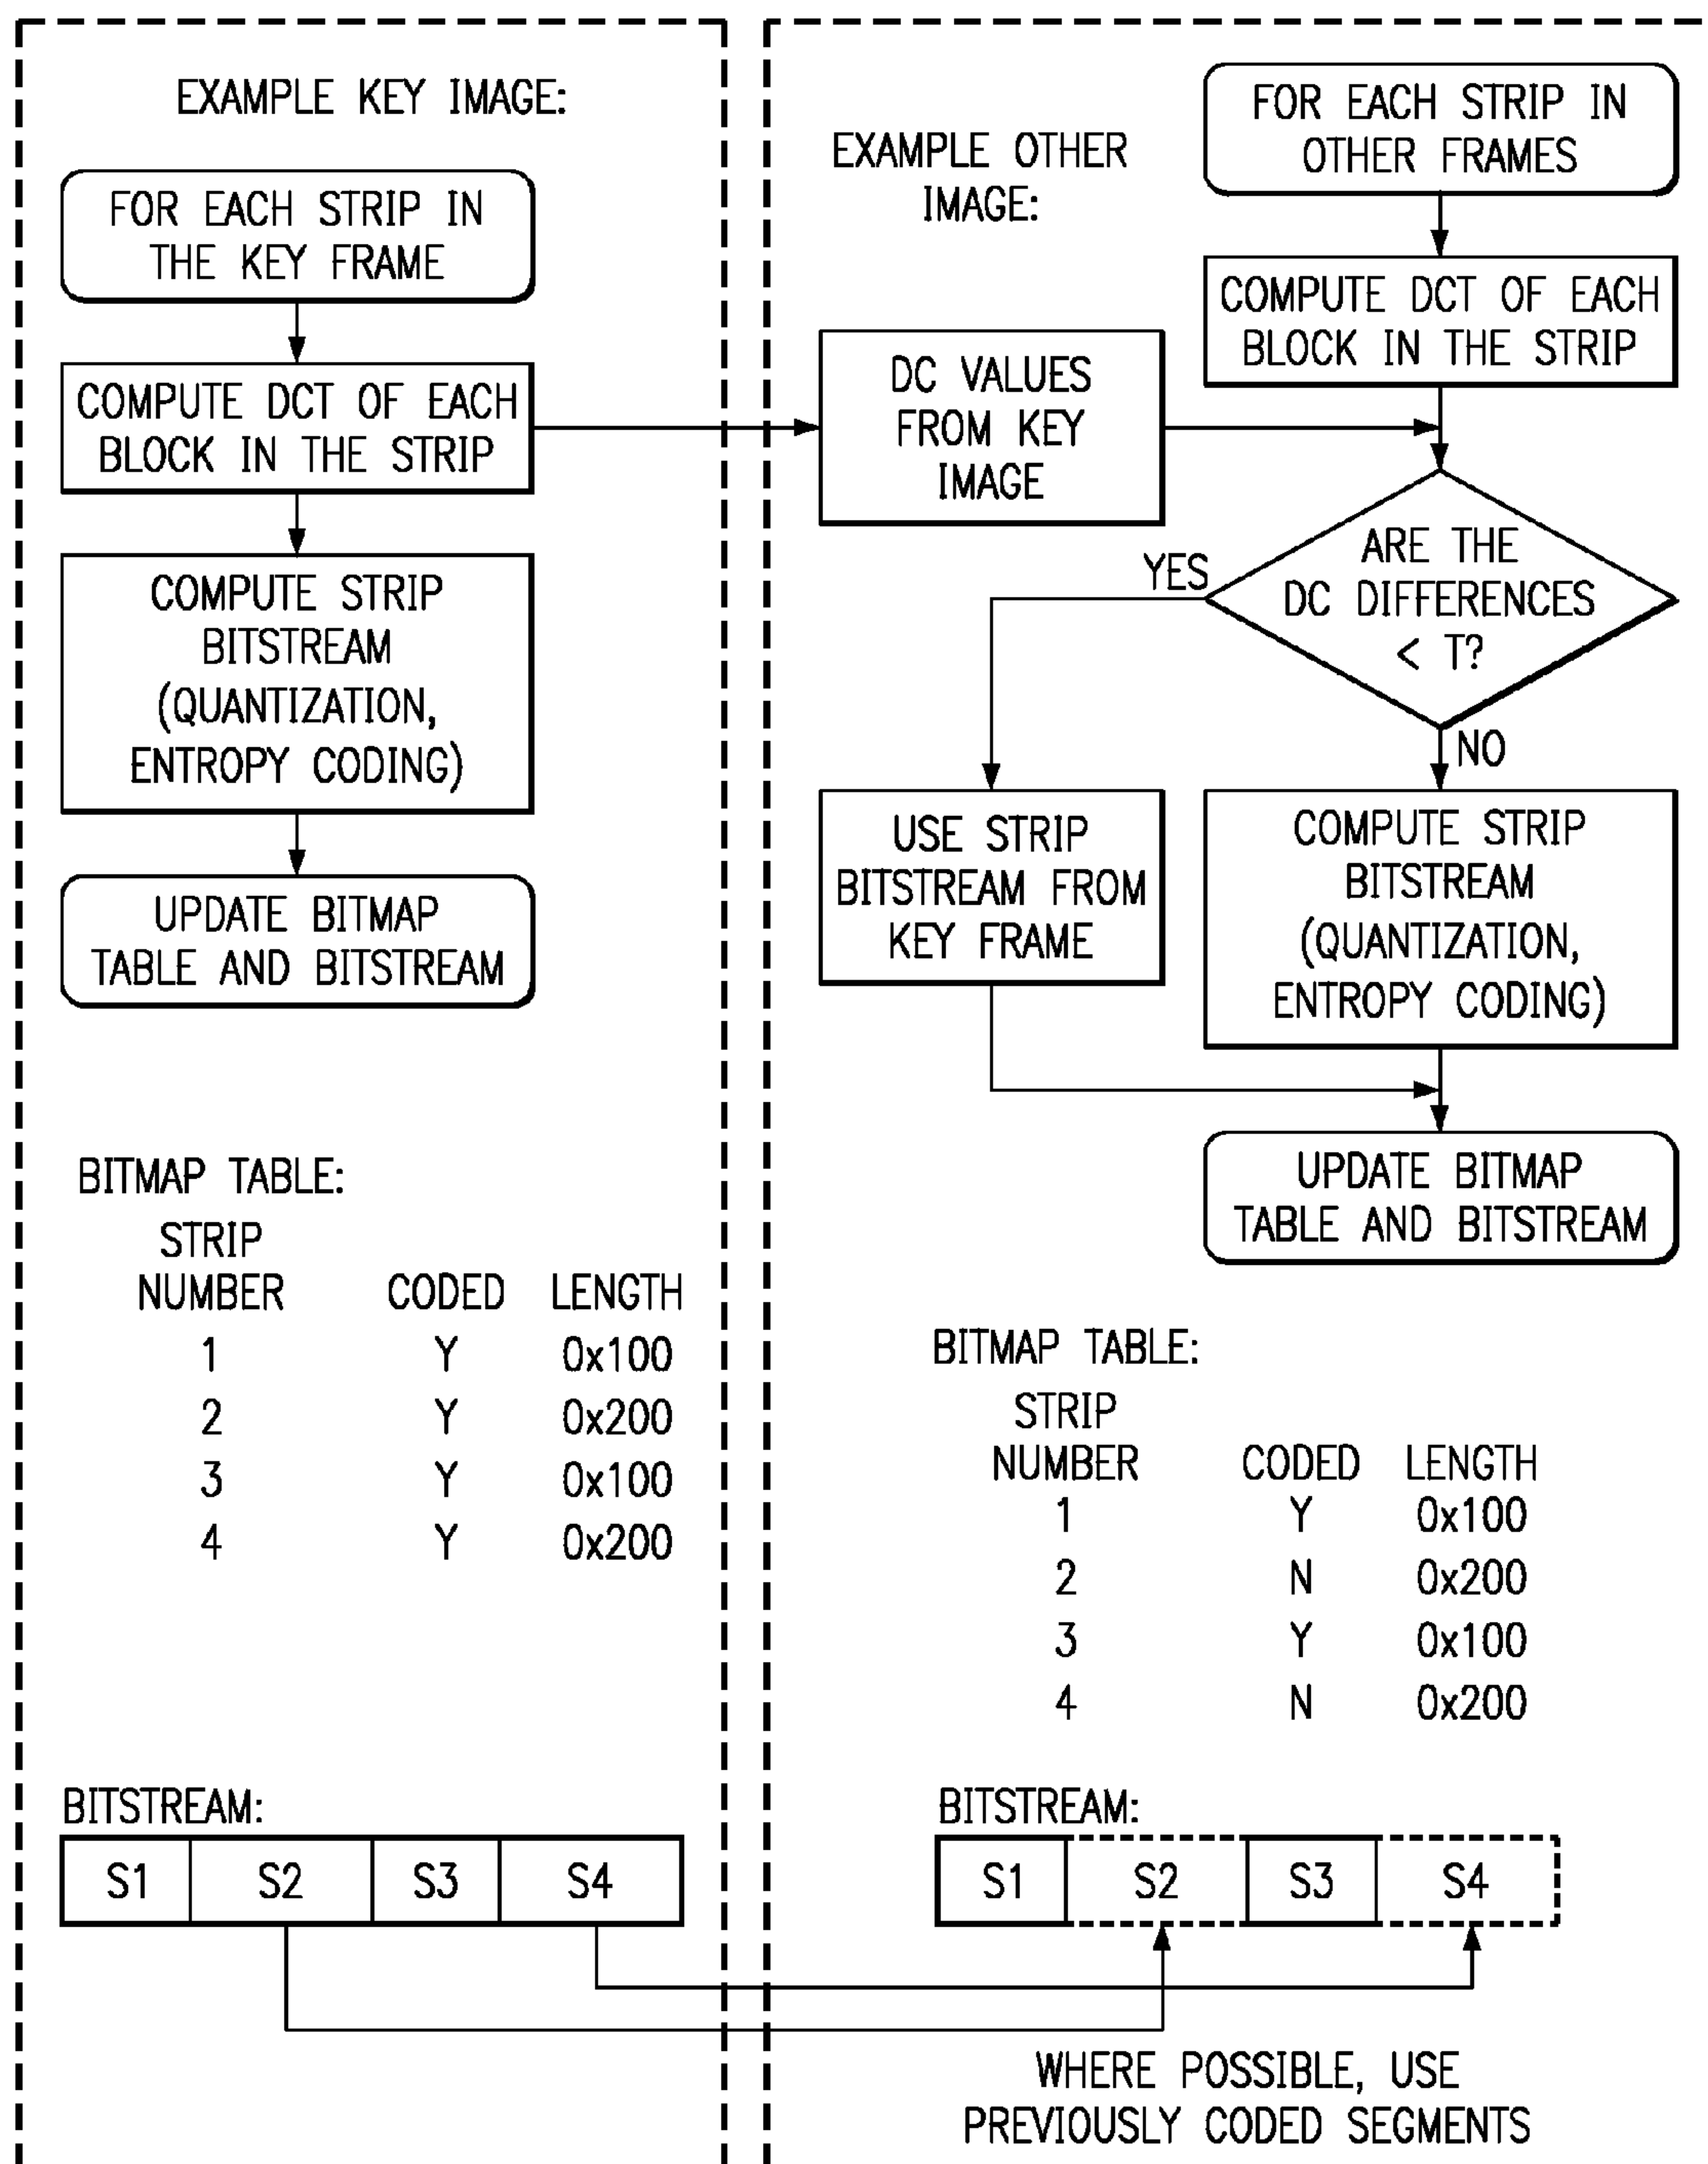 EXAMPLE KEY IMAGE:
FOR EACH STRIP IN
THE KEY FRAME
COMPUTE DCT OF EACH
BLOCK IN THE STRIP
COMPUTE STRIP
BITSTREAM
(QUANTIZATION,
ENTROPY CODING)
UPDATE BITMAP
TABLE AND BITSTREAM
BITMAP TABLE:
STRIP
NUMBER CODED LENGTH
1 Y 0x100
2 Y 0x200
3 Y 0x100
4 Y 0x200
BITSTREAM:
S1 S2 S3 S4
EXAMPLE OTHER
IMAGE:
FOR EACH STRIP IN
OTHER FRAMES
COMPUTE DCT OF EACH
BLOCK IN THE STRIP
DC VALUES
FROM KEY
IMAGE
ARE THE
DC DIFFERENCES
< T?
YES
NO
USE STRIP
BITSTREAM FROM
KEY FRAME
COMPUTE STRIP
BITSTREAM
(QUANTIZATION,
ENTROPY CODING)
UPDATE BITMAP
TABLE AND BITSTREAM
BITMAP TABLE:
STRIP
NUMBER CODED LENGTH
1 Y 0x100
2 N 0x200
3 Y 0x100
4 N 0x200
BITSTREAM:
S1 S2 S3 S4
WHERE POSSIBLE, USE
PREVIOUSLY CODED SEGMENTS